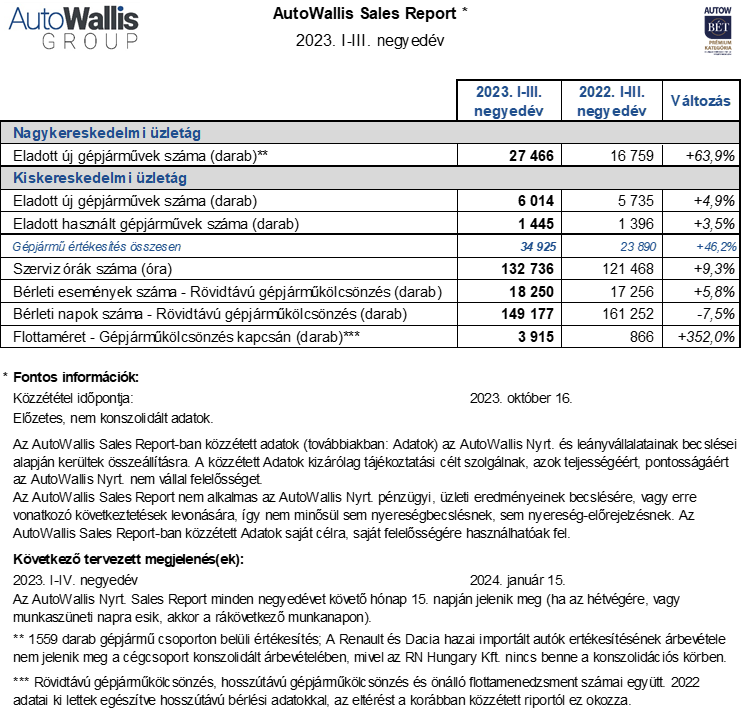 AutoWallis
GROUP
AutoWallis Sales Report *
2023. I-III. negyedév
AUTOW
BÉT
PRÉMIUM
KATEGÓRIA
2023. I-III. negyedév 2022. I-III. negyedév Változás
Nagykereskedelmi üzletág
Eladott új gépjárművek száma (darab)** 27 466 16 759 +63,9%
Kiskereskedelmi üzletág
Eladott új gépjárművek száma (darab) 6 014 5 735 +4,9%
Eladott használt gépjárművek száma (darab) 1 445 1 396 +3,5%
Gépjármű értékesítés összesen 34 925 23 890 +46,2%
Szerviz órák száma (óra) 132 736 121 468 +9,3%
Bérleti események száma - Rövidtávú gépjárműkölcsönzés (darab) 18 250 17 256 +5,8%
Bérleti napok száma - Rövidtávú gépjárműkölcsönzés (darab) 149 177 161 252 -7,5%
Flottaméret - Gépjárműkölcsönzés kapcsán (darab)*** 3 915 866 +352,0%
* Fontos információk:
Közzététel időpontja: 2023. október 16.
Előzetes, nem konszolidált adatok.
Az AutoWallis Sales Report-ban közzétett adatok (továbbiakban: Adatok) az AutoWallis Nyrt. és leányvállalatainak becslései
alapján kerültek összeállításra. A közzétett Adatok kizárólag tájékoztatási célt szolgálnak, azok teljességéért, pontosságáért
az AutoWallis Nyrt. nem vállal felelősséget.
Az AutoWallis Sales Report nem alkalmas az AutoWallis Nyrt. pénzügyi, üzleti eredményeinek becslésére, vagy erre
vonatkozó következtetések levonására, így nem minősül sem nyereségbecslésnek, sem nyereség-előrejelzésnek. Az
AutoWallis Sales Report-ban közzétett Adatok saját célra, saját felelősségére használhatóak fel.
Következő tervezett megjelenés(ek):
2023. I-IV. negyedév 2024. január 15.
Az AutoWallis Nyrt. Sales Report minden negyedévet követő hónap 15. napján jelenik meg (ha az hétvégére, vagy
munkaszüneti napra esik, akkor a rákövetkező munkanapon).
** 1559 darab gépjármű csoporton belüli értékesítés; A Renault és Dacia hazai importált autók értékesítésének árbevétele
nem jelenik meg a cégcsoport konszolidált árbevételében, mivel az RN Hungary Kft. nincs benne a konszolidációs körben.
*** Rövidtávú gépjárműkölcsönzés, hosszútávú gépjárműkölcsönzés és önálló flottamenedzsment számai együtt. 2022
adatai ki lettek egészítve hosszútávú bérlési adatokkal, az eltérést a korábban közzétett riportól ez okozza.